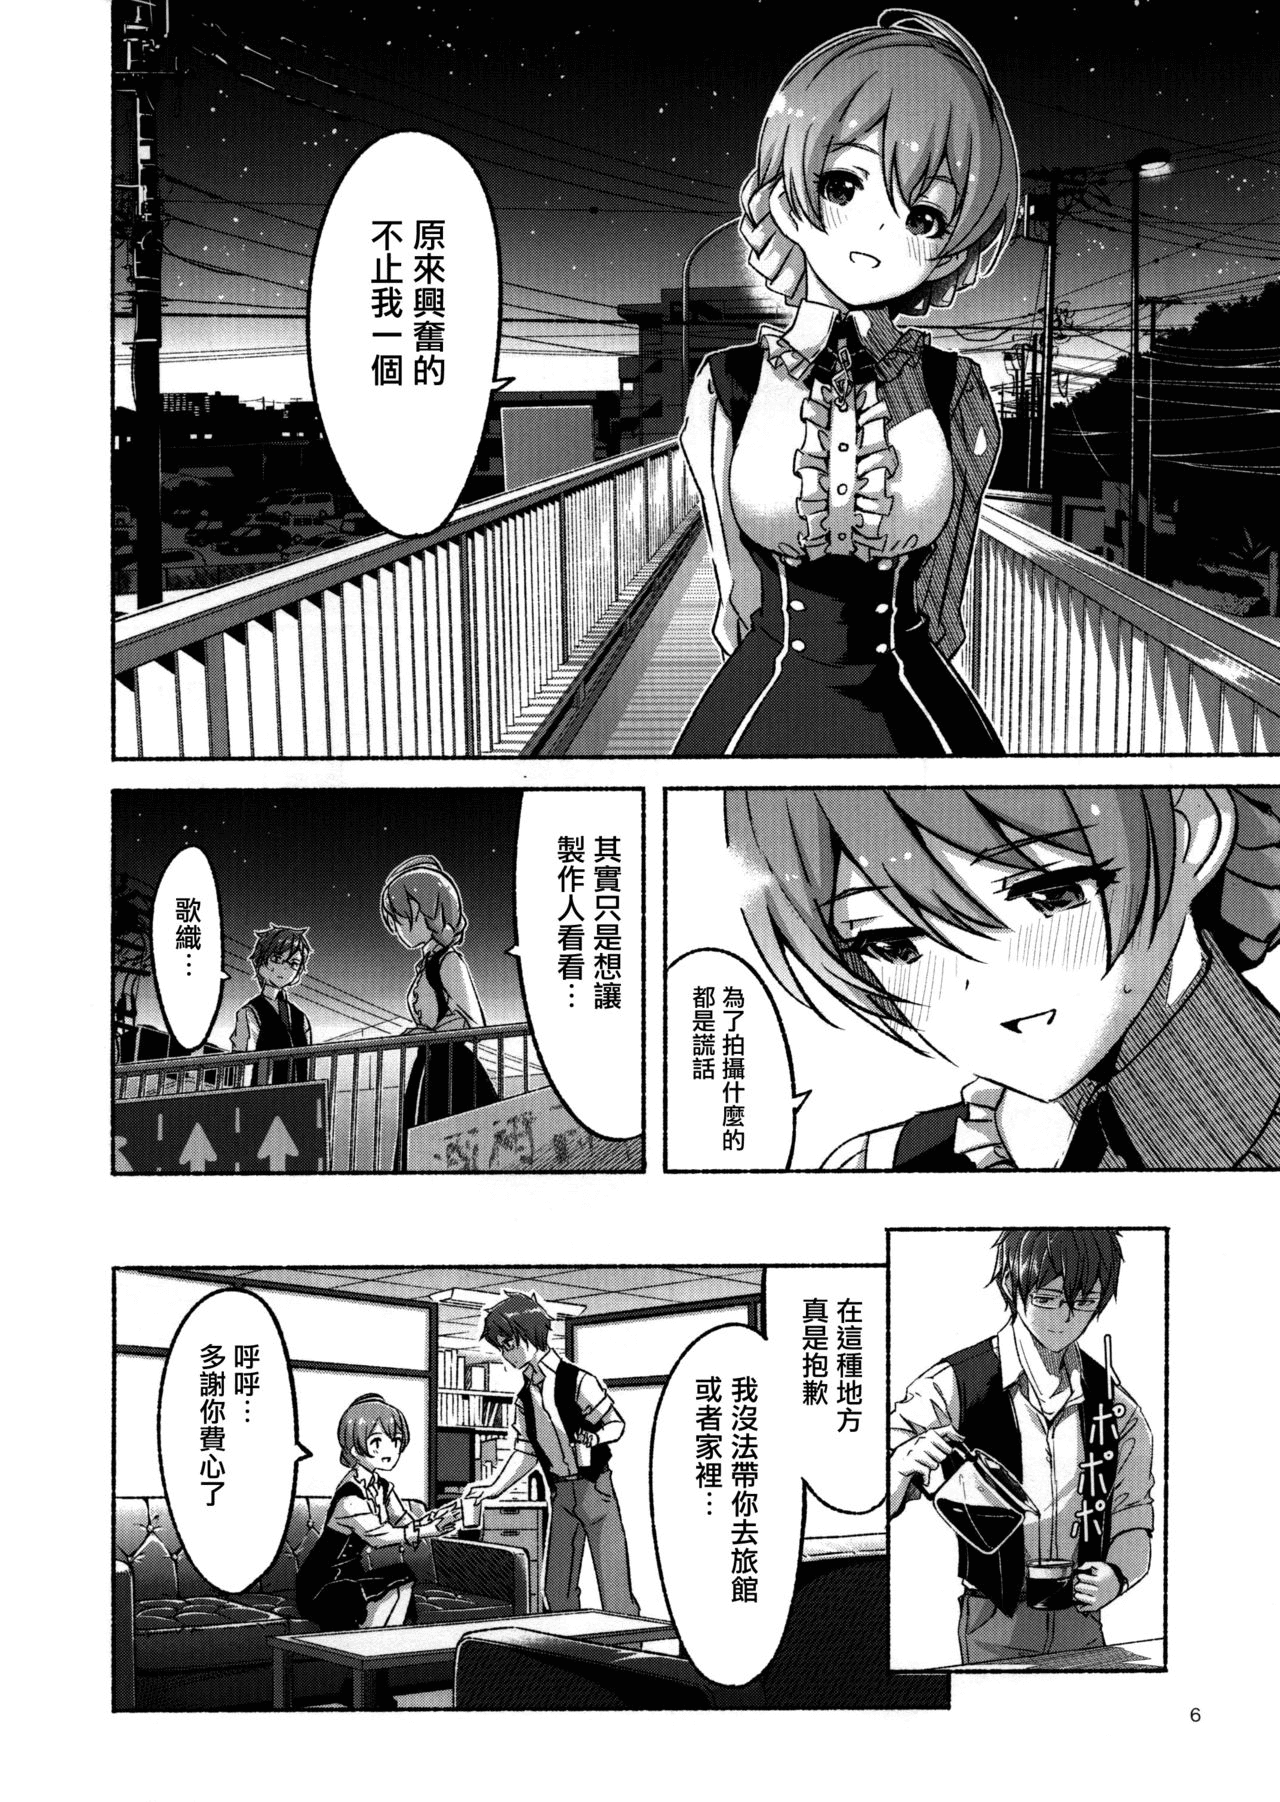 原來興奮的
不止我一個
為了拍攝什麼的
都是謊話
其實只是想讓
製作人看看…
歌織…
在這種地方
真是抱歉
ポポポポ
我沒法帶你去旅館
或者家裡…
呼呼…
多謝你費心了
6